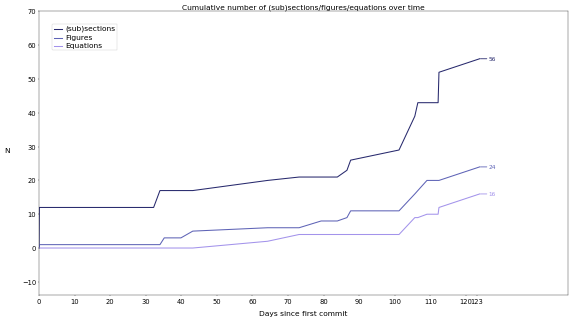 Cumulative number of (sub)sections/figures/equations over time
70
60
50
40
30
20
10
0
−10
N
(sub)sections
Figures
Equations
56
24
16
0 10 20 30 40 50 60 70 80 90 100 110 120 123
Days since first commit